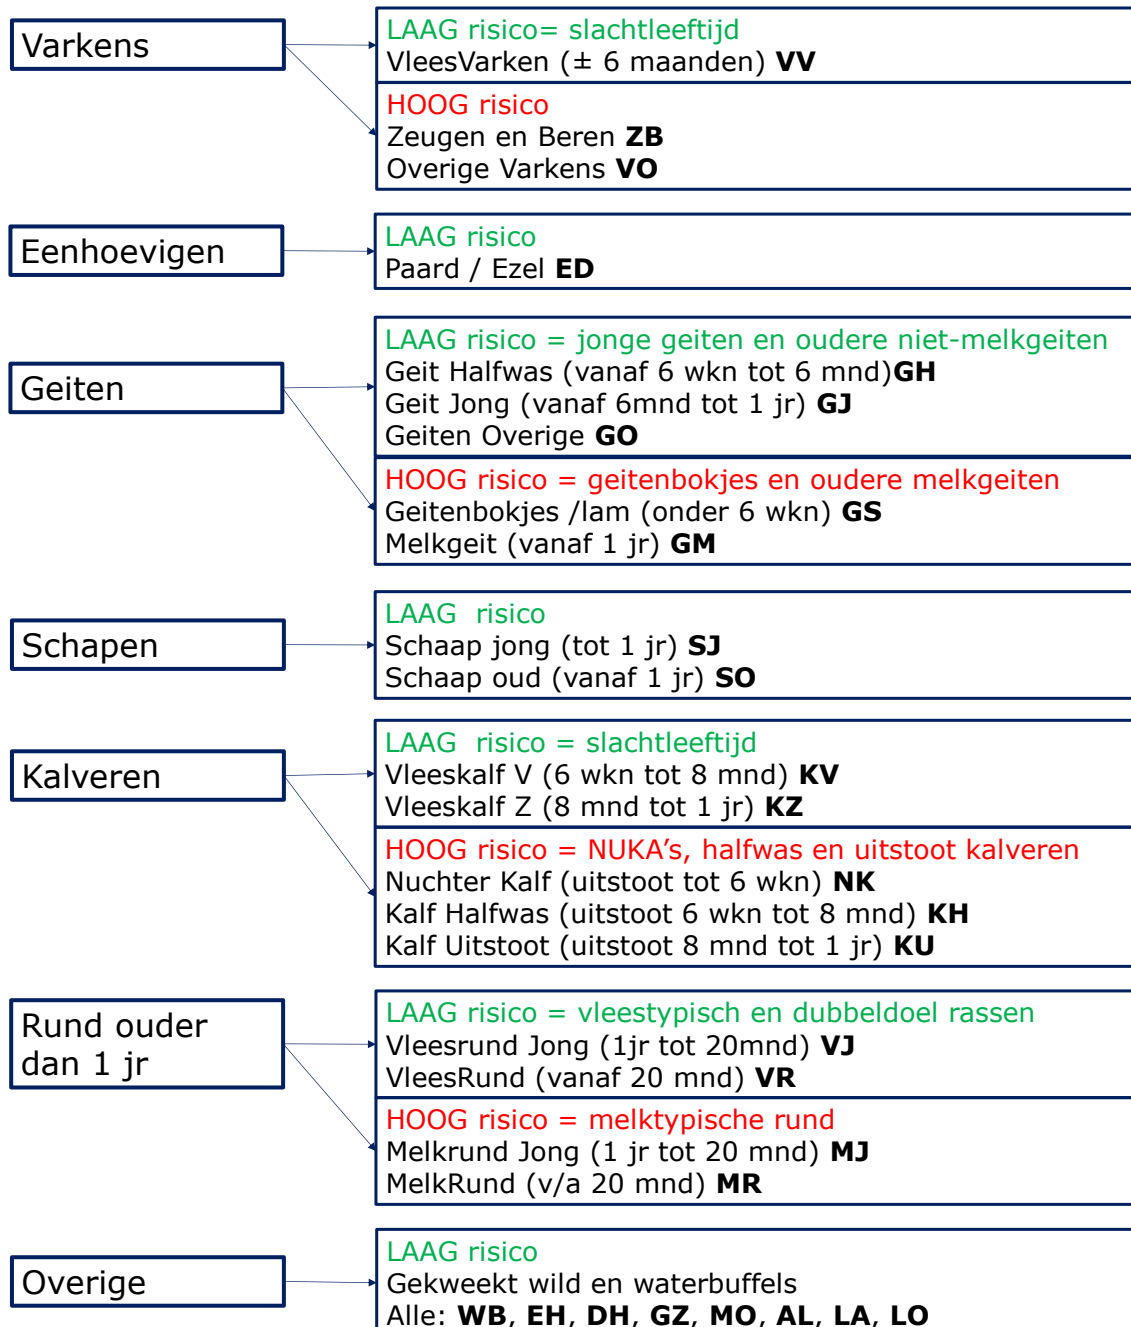 Varkens
LAAG risico= slachtleeftijd
VleesVarken (± 6 maanden) VV
HOOG risico
Zeugen en Beren ZB
Overige Varkens VO
Eenhoevigen
LAAG risico
Paard / Ezel ED
Geiten
LAAG risico = jonge geiten en oudere niet-melkgeiten
Geit Halfwas (vanaf 6 wkn tot 6 mnd)GH
Geit Jong (vanaf 6mnd tot 1 jr) GJ
Geiten Overige GO
HOOG risico = geitenbokjes en oudere melkgeiten
Geitenbokjes /lam (onder 6 wkn) GS
Melkgeit (vanaf 1 jr) GM
Schapen
LAAG  risico
Schaap jong (tot 1 jr) SJ
Schaap oud (vanaf 1 jr) SO
Kalveren
LAAG  risico = slachtleeftijd
Vleeskalf V (6 wkn tot 8 mnd) KV
Vleeskalf Z (8 mnd tot 1 jr) KZ
HOOG risico = NUKA’s, halfwas en uitstoot kalveren
Nuchter Kalf (uitstoot tot 6 wkn) NK
Kalf Halfwas (uitstoot 6 wkn tot 8 mnd) KH
Kalf Uitstoot (uitstoot 8 mnd tot 1 jr) KU
Rund ouder
dan 1 jr
LAAG risico = vleestypisch en dubbeldoel rassen
Vleesrund Jong (1jr tot 20mnd) VJ
VleesRund (vanaf 20 mnd) VR
HOOG risico = melktypische rund
Melkrund Jong (1 jr tot 20 mnd) MJ
MelkRund (v/a 20 mnd) MR
Overige
LAAG risico
Gekweekt wild en waterbuffels
Alle: WB, EH, DH, GZ, MO, AL, LA, LO